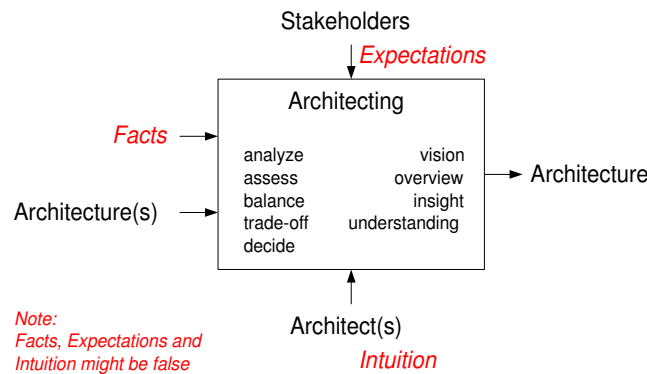 Stakeholders
Expectations
Architecting
Facts
analyze vision
assess overview
Architecture
balance insight
Architecture(s)
trade-off understanding
decide
Note:
Facts, Expectations and
Intuition might be false
Architect(s)
Intuition